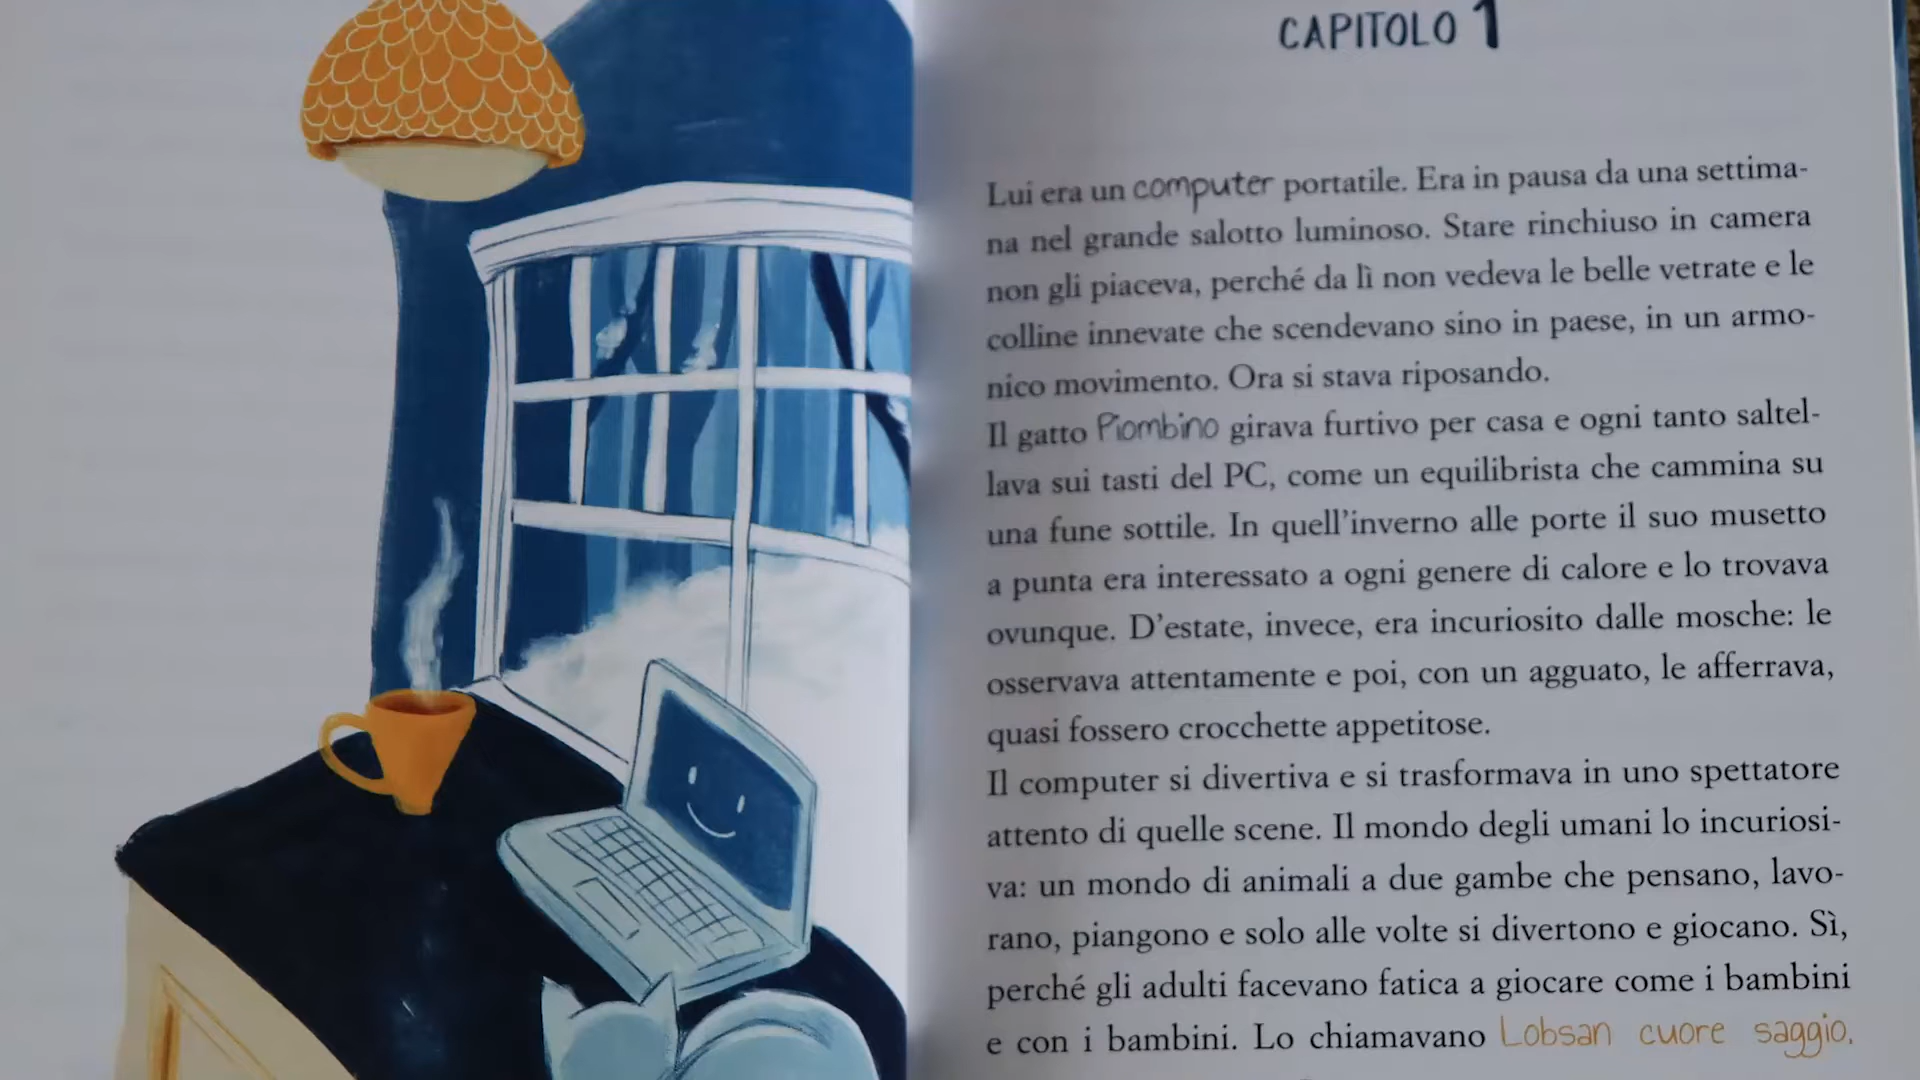 CAPITOLO 1
Lui era un computer portatile. Era in pausa da una settima-
na nel grande salotto luminoso. Stare rinchiuso in camera
non gli piaceva, perché da lì non vedeva le belle vetrate e le
colline innevate che scendevano sino in paese, in un armo-
nico movimento. Ora si stava riposando.
Il gatto Piombino girava furtivo per casa e ogni tanto saltel-
lava sui tasti del PC, come un equilibrista che cammina su
una fune sottile. In quell'inverno alle porte il suo musetto
a punta era interessato a ogni genere di calore e lo trovava
ovunque. D'estate, invece, era incuriosito dalle mosche: le
osservava attentamente e poi, con un agguato, le afferrava,
quasi fossero crocchette appetitose.
Il computer si divertiva e si trasformava in uno spettatore
attento di quelle scene. Il mondo degli umani lo incuriosi-
va: un mondo di animali a due gambe che pensano, lavo-
rano, piangono e solo alle volte si divertono e giocano. Sì,
perché gli adulti facevano fatica a giocare come i bambini
e con i bambini. Lo chiamavano Lobsan cuore saggio.